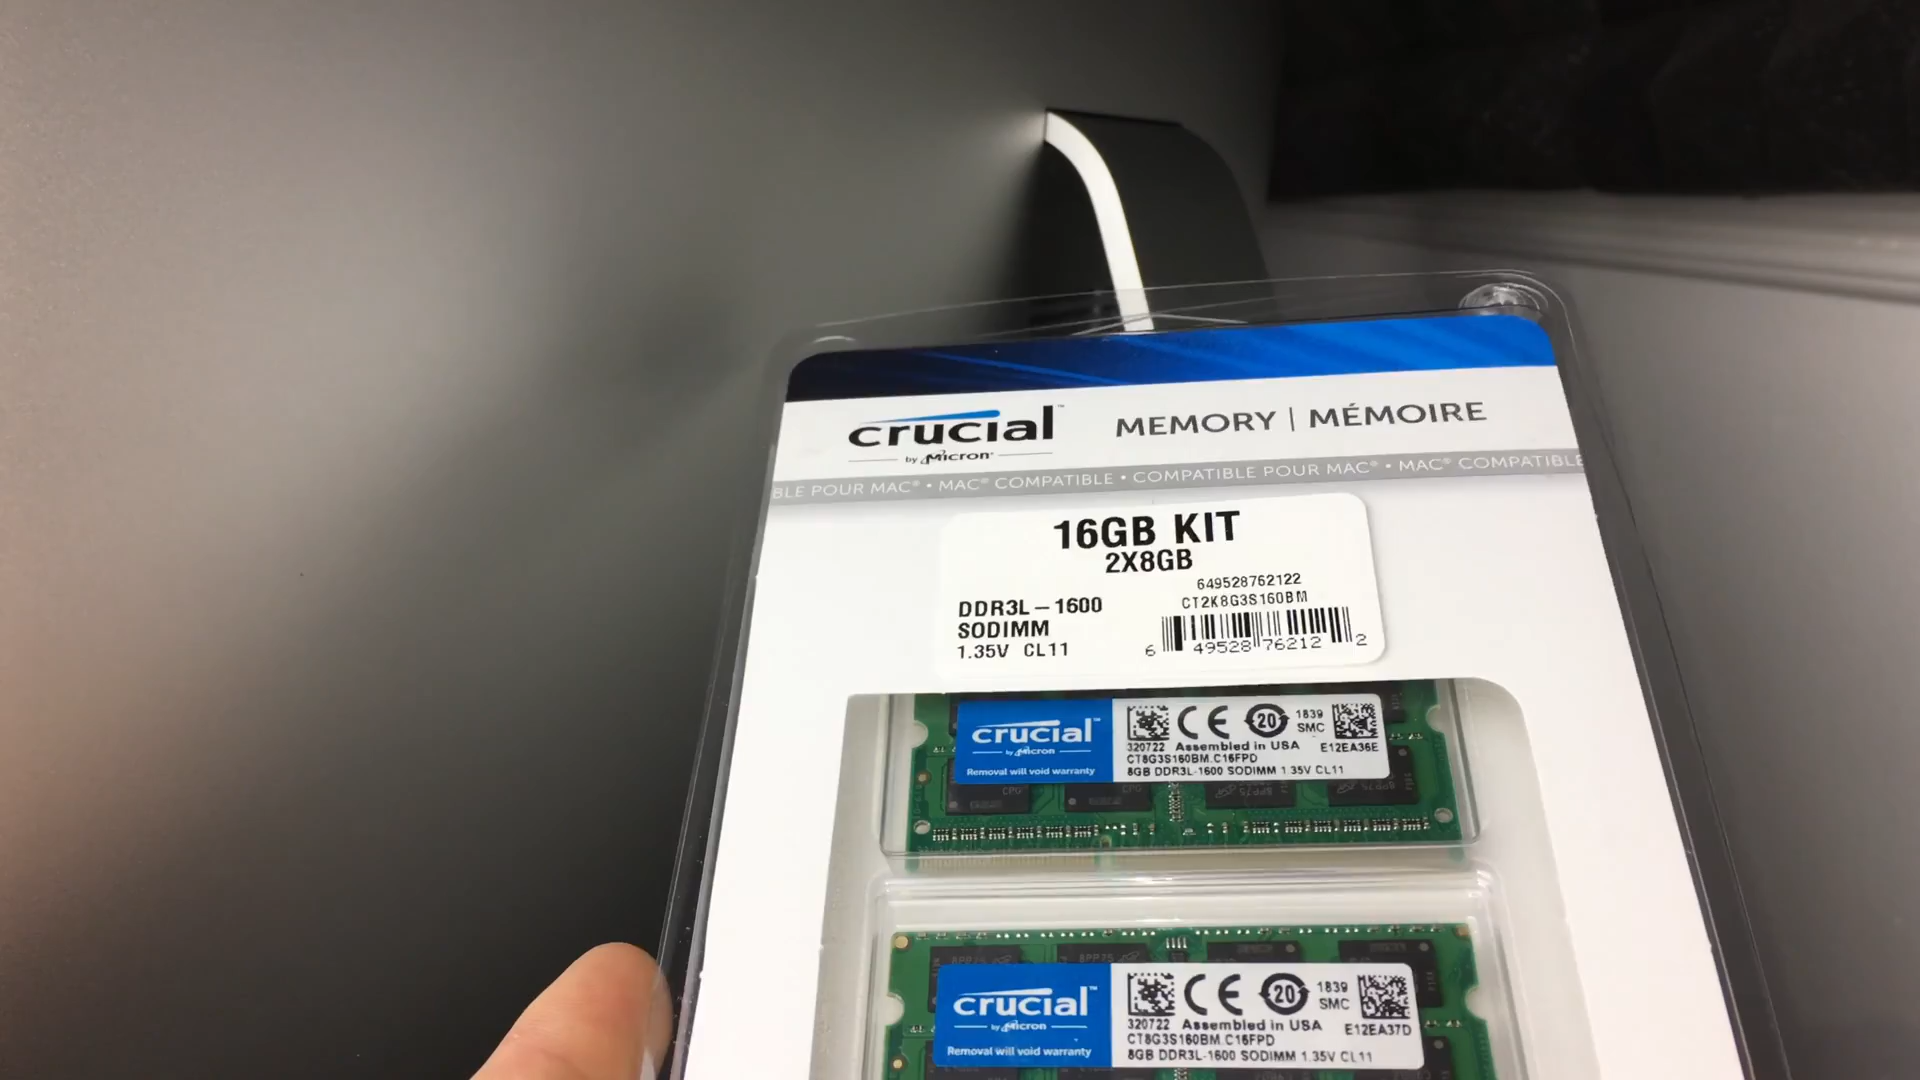 crucial™
by Micron®
MEMORY | MÉMOIRE
BLE POUR MAC® • MAC® COMPATIBLE • COMPATIBLE POUR MAC® • MAC® COMPATIBLE
16GB KIT
2X8GB
649528762122
CT2K8G3S160BM
DDR3L-1600
SODIMM
1.35V CL11
6 49528 76212 2
crucial™
by Micron
Removal will void warranty
CE 20 1839
SMC
320722 Assembled in USA E12EA36E
CT8G3S160BM.C16FPD
8GB DDR3L-1600 SODIMM 1.35V CL11
8PP75
crucial™
by Micron
Removal will void warranty
CE 20 1839
SMC
320722 Assembled in USA E12EA37D
CT8G3S160BM.C16FPD
8GB DDR3L-1600 SODIMM 1.35V CL11